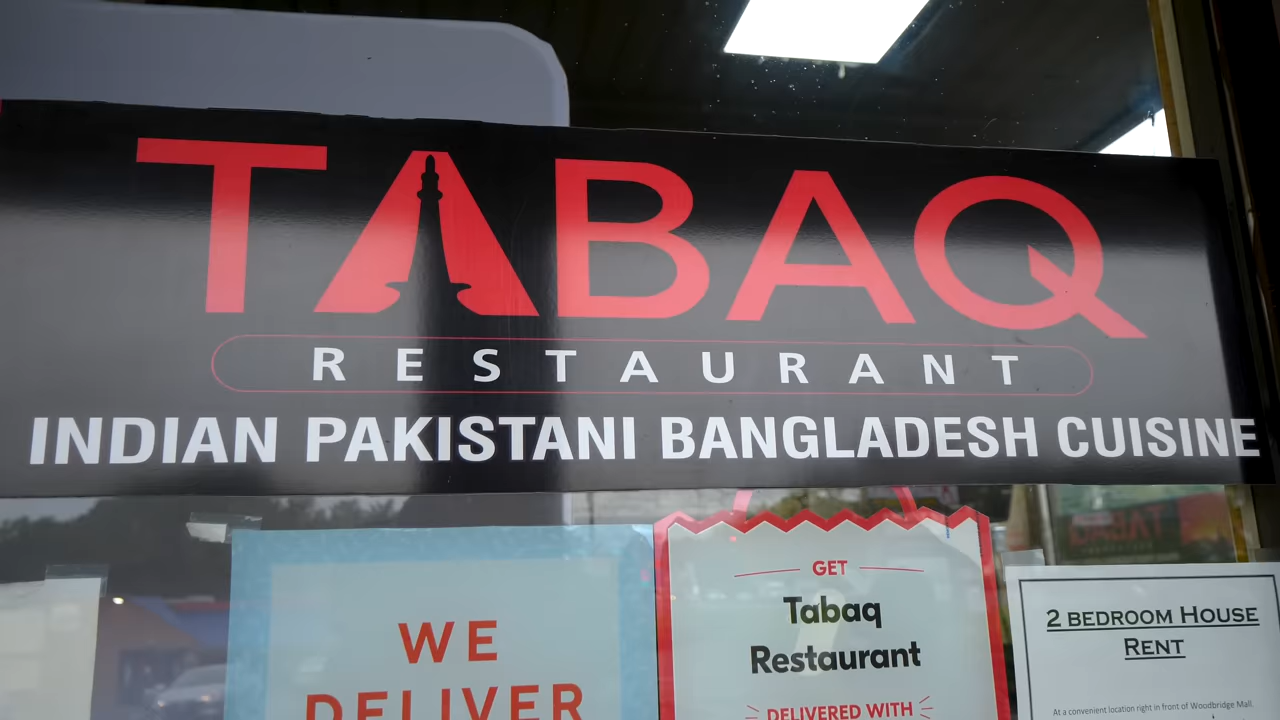 TABAQ
RESTAURANT
INDIAN PAKISTANI BANGLADESH CUISINE
WE
DELIVER
GET
Tabaq
Restaurant
DELIVERED WITH
2 BEDROOM HOUSE
RENT
At a convenient location right in front of Woodbridge Mall.